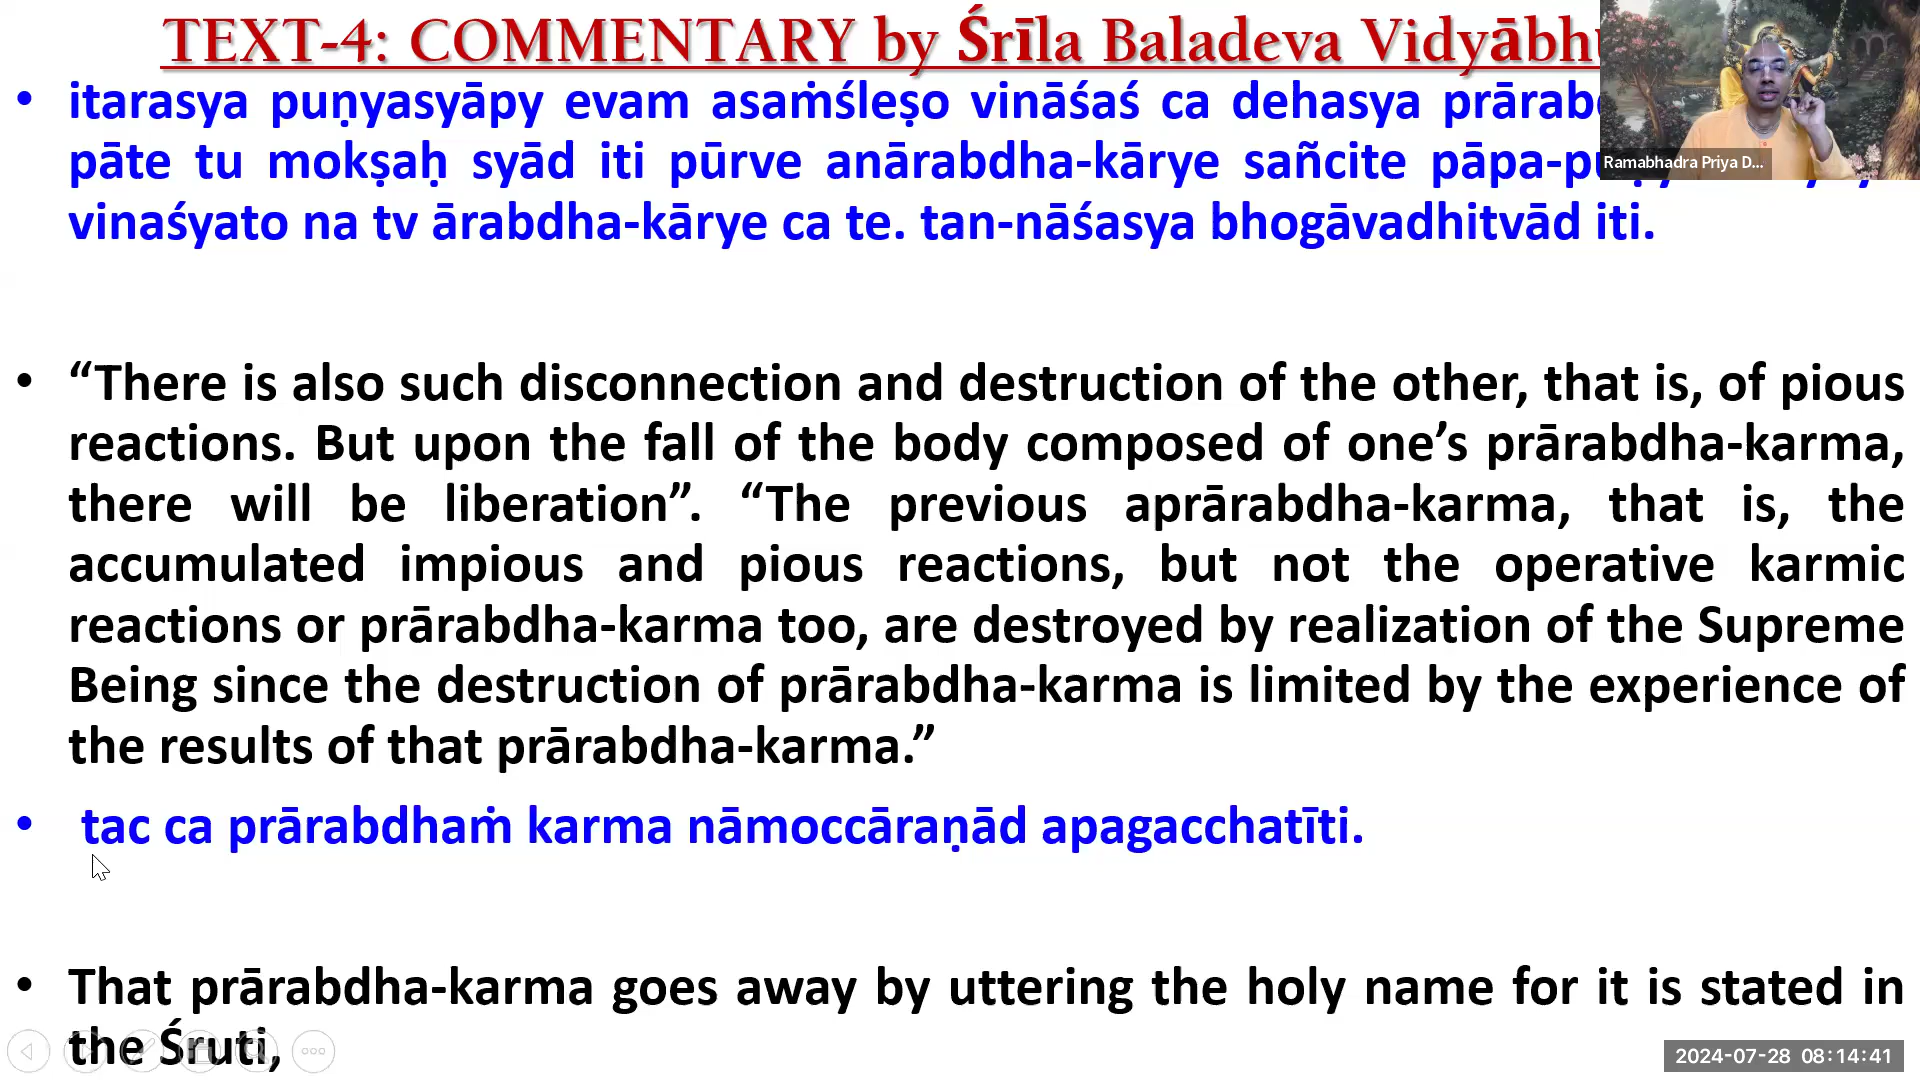 TEXT-4: COMMENTARY by Śrīla Baladeva
• itarasya puṇyasyāpy evam asaṁśleṣo vināśaś ca dehasya
pāte tu mokṣaḥ syād iti pūrve anārabdha-kārye sañcite
vinaśyato na tv ārabdha-kārye ca te. tan-nāśasya bhogāvadhitvād iti.
Ramabhadra Priya D...
• “There is also such disconnection and destruction of the other, that is, of pious
reactions. But upon the fall of the body composed of one’s prārabdha-karma,
there will be liberation”. “The previous aprārabdha-karma, that is, the
accumulated impious and pious reactions, but not the operative karmic
reactions or prārabdha-karma too, are destroyed by realization of the Supreme
Being since the destruction of prārabdha-karma is limited by the experience of
the results of that prārabdha-karma.”
• tac ca prārabdhaṁ karma nāmoccāraṇād apagacchatīti.
• That prārabdha-karma goes away by uttering the holy name for it is stated in
the Śruti,
2024-07-28 08:14:41